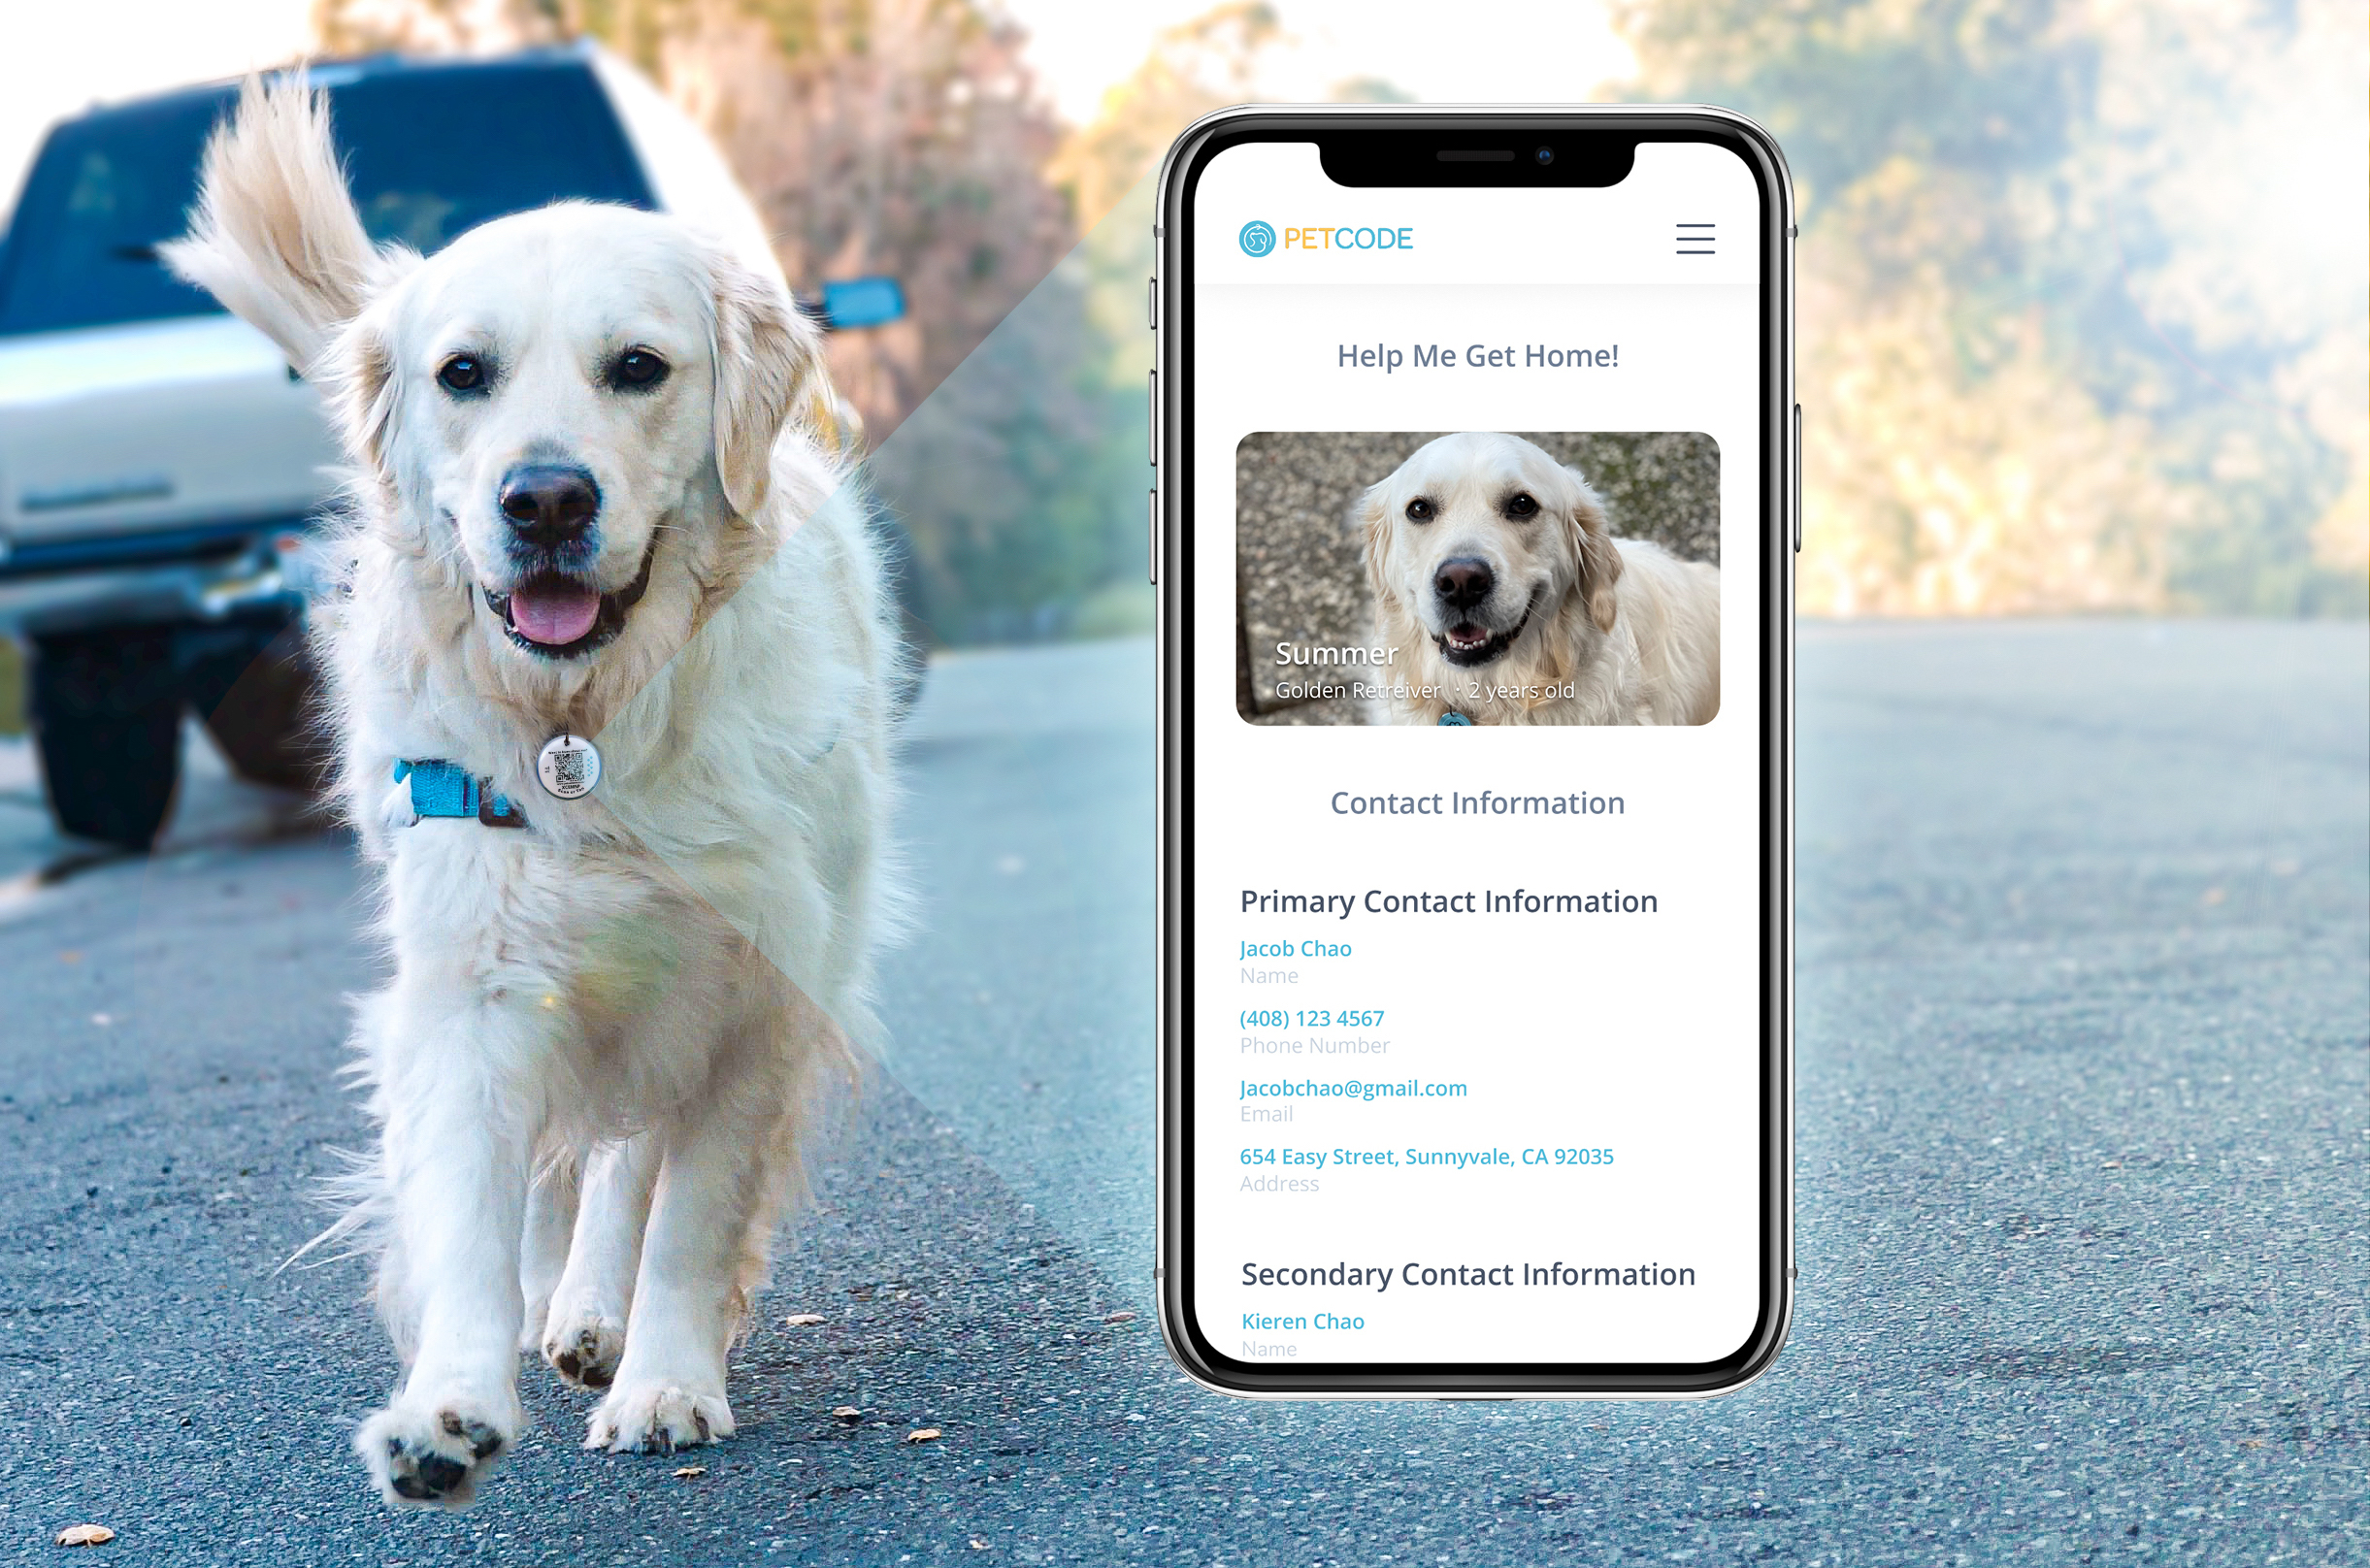 PETCODE
Help Me Get Home!
Summer
Golden Retreiver · 2 years old
Contact Information
Primary Contact Information
Jacob Chao
Name
(408) 123 4567
Phone Number
Jacobchao@gmail.com
Email
654 Easy Street, Sunnyvale, CA 92035
Address
Secondary Contact Information
Kieren Chao
Name